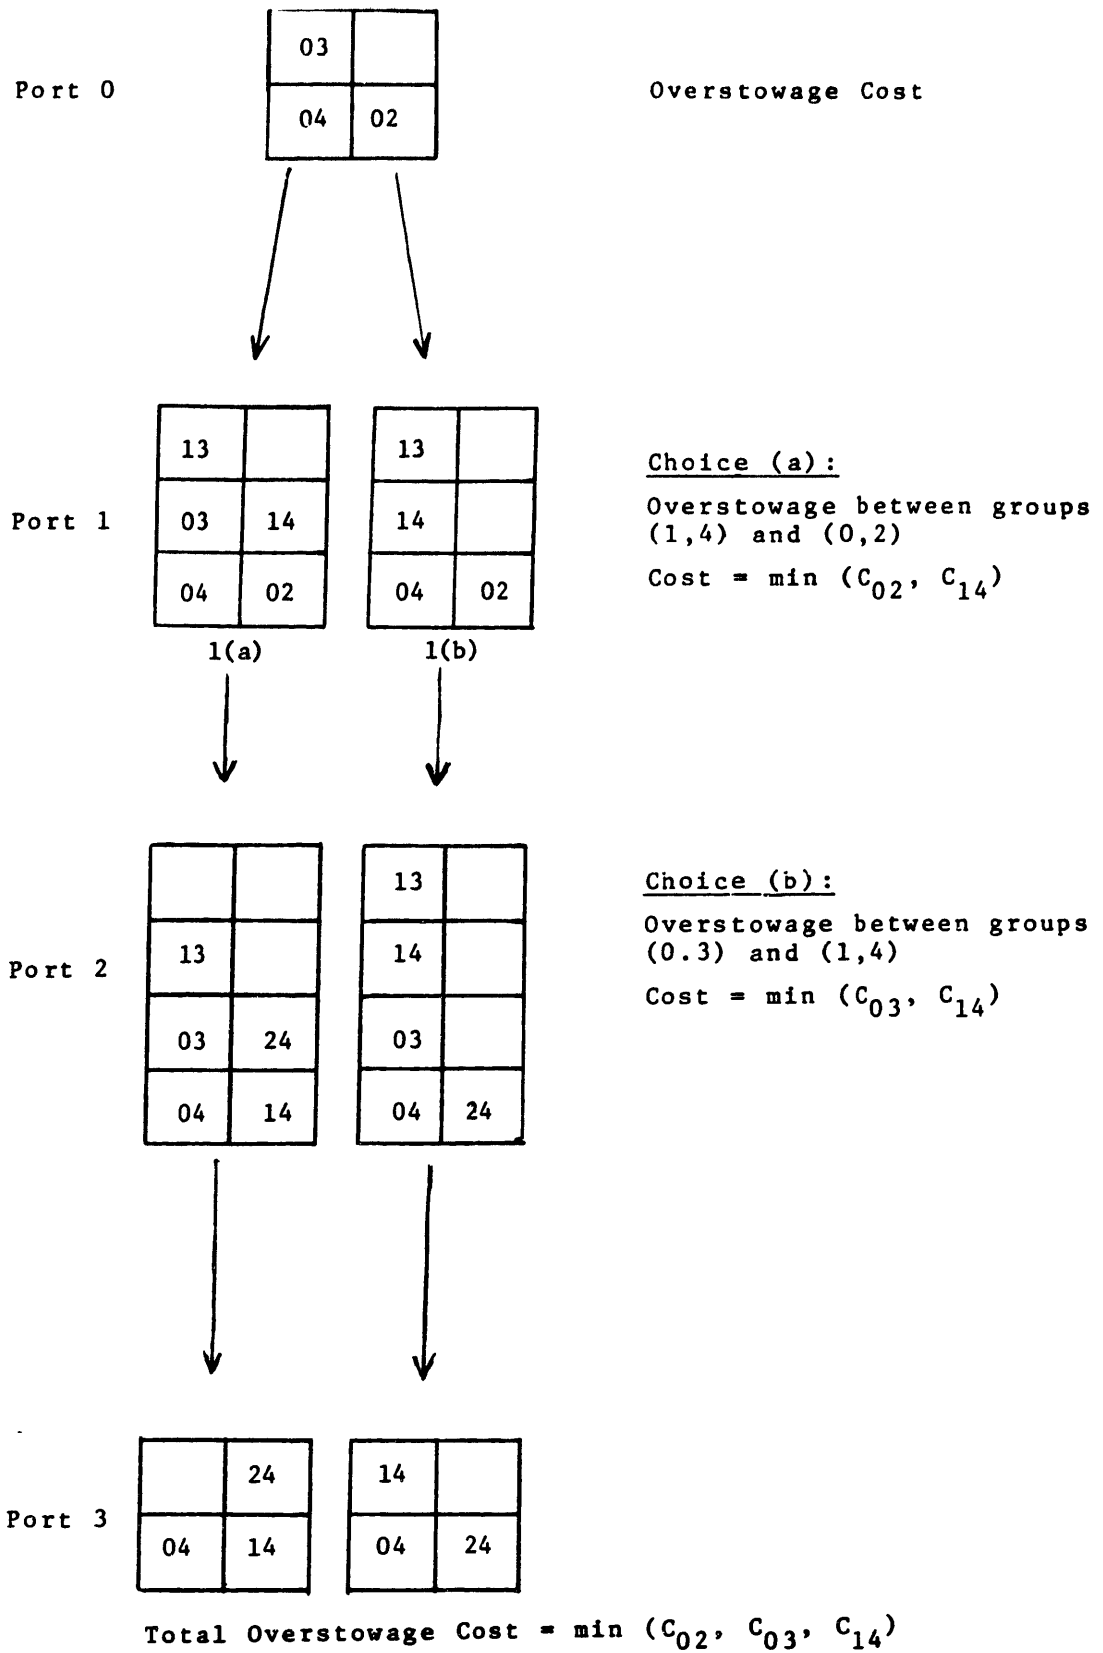 03
Port 0
Overstowage Cost
04 02
13
13
Choice (a):
Port 1
03 14
14
Overstowage between groups
(1,4) and (0,2)
04 02
04 02
Cost = min (C02, C14)
1(a)
1(b)
13
Choice (b):
Port 2
13
14
Overstowage between groups
(0.3) and (1,4)
03 24
03
Cost = min (C03, C14)
04 14
04 24
24
14
Port 3
04 14
04 24
Total Overstowage Cost = min (C02, C03, C14)